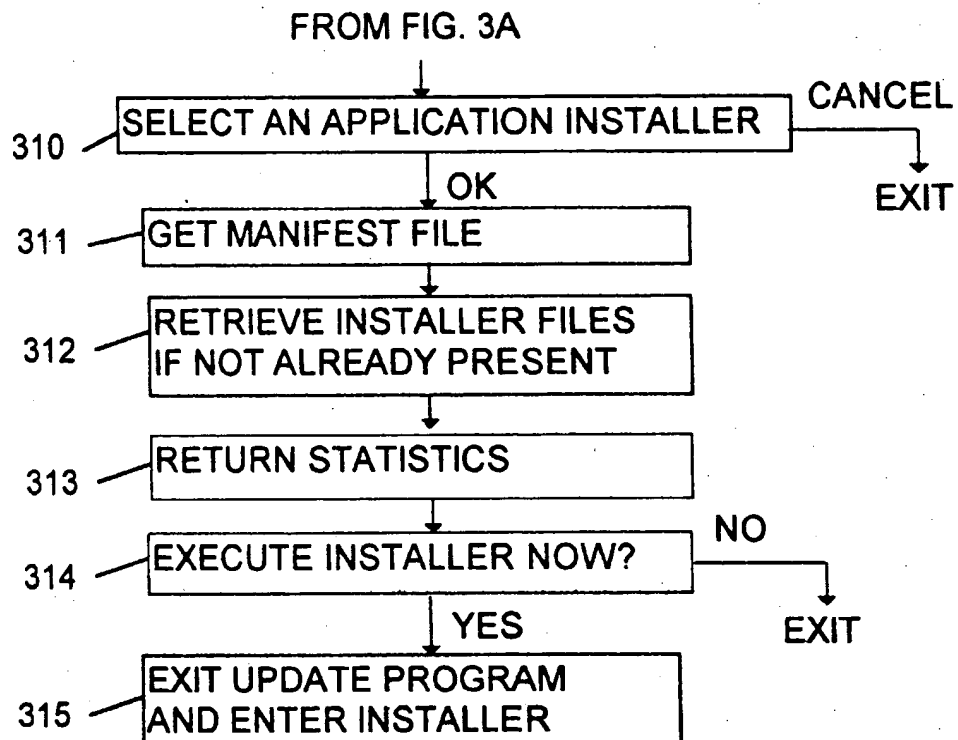 FROM FIG. 3A
CANCEL
310 SELECT AN APPLICATION INSTALLER
EXIT
OK
311 GET MANIFEST FILE
312 RETRIEVE INSTALLER FILES
IF NOT ALREADY PRESENT
313 RETURN STATISTICS
NO
314 EXECUTE INSTALLER NOW?
EXIT
YES
315 EXIT UPDATE PROGRAM
AND ENTER INSTALLER